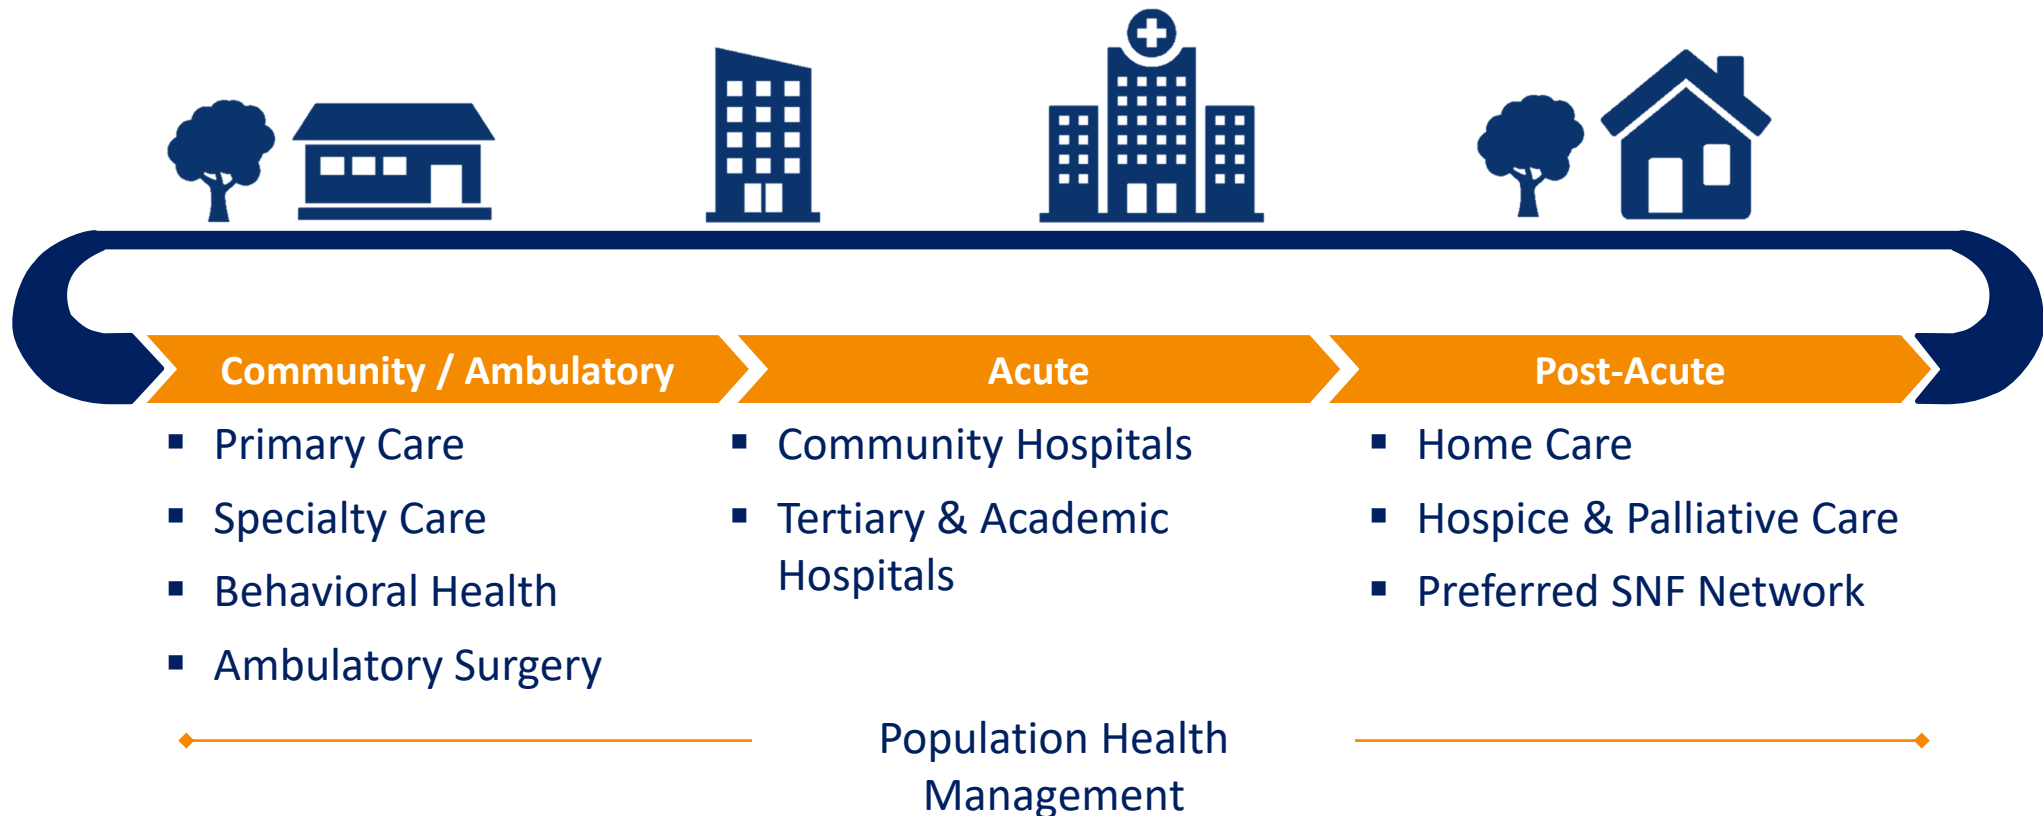 Community / Ambulatory
Primary Care
Specialty Care
Behavioral Health
Ambulatory Surgery
Acute
Community Hospitals
Tertiary & Academic
Hospitals
Post-Acute
Home Care
Hospice & Palliative Care
Preferred SNF Network
Population Health
Management